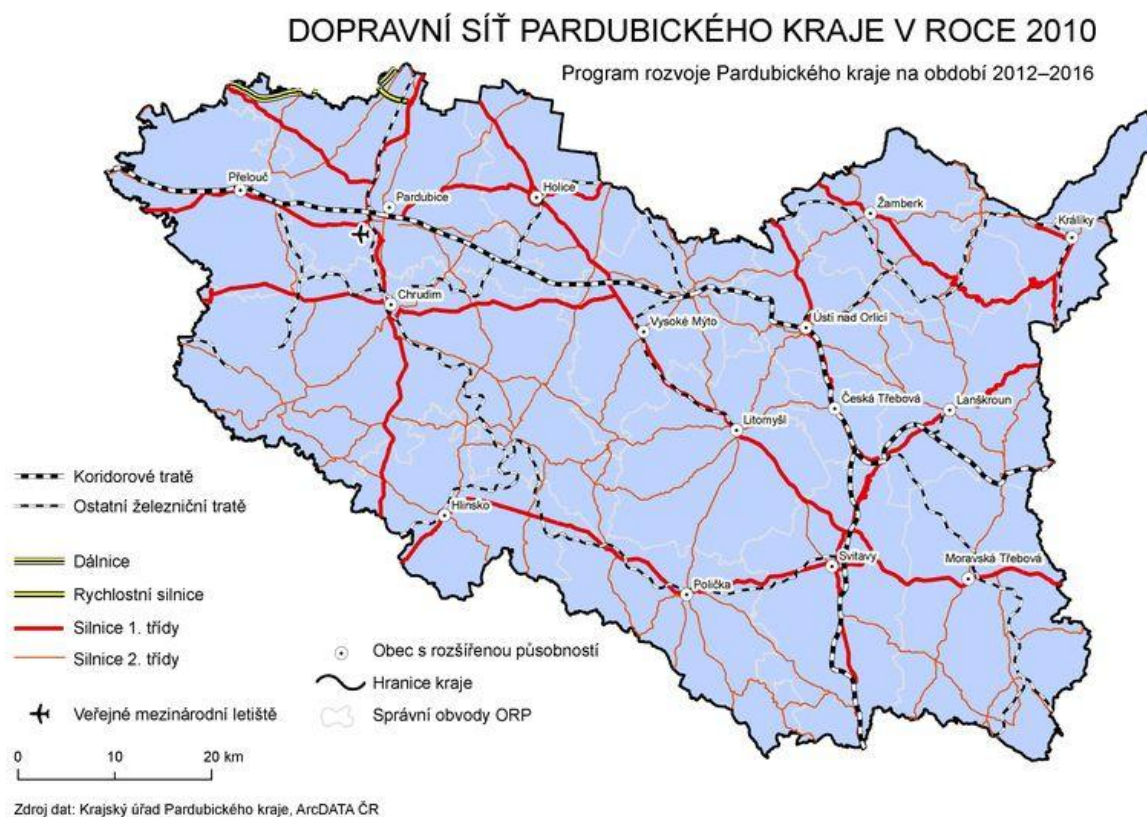 DOPRAVNÍ SÍŤ PARDUBICKÉHO KRAJE V ROCE 2010
Program rozvoje Pardubického kraje na období 2012–2016
Přelouč
Pardubice
Holice
Žamberk
Králíky
Chrudim
Vysoké Mýto
Ústí nad Orlicí
Litomyšl
Česká Třebová
Lanškroun
Hlinsko
Polička
Svitavy
Moravská Třebová
Koridorové tratě
Ostatní železniční tratě
Dálnice
Rychlostní silnice
Silnice 1. třídy
Silnice 2. třídy
Veřejné mezinárodní letiště
Obec s rozšířenou působností
Hranice kraje
Správní obvody ORP
0 10 20 km
Zdroj dat: Krajský úřad Pardubického kraje, ArcDATA ČR